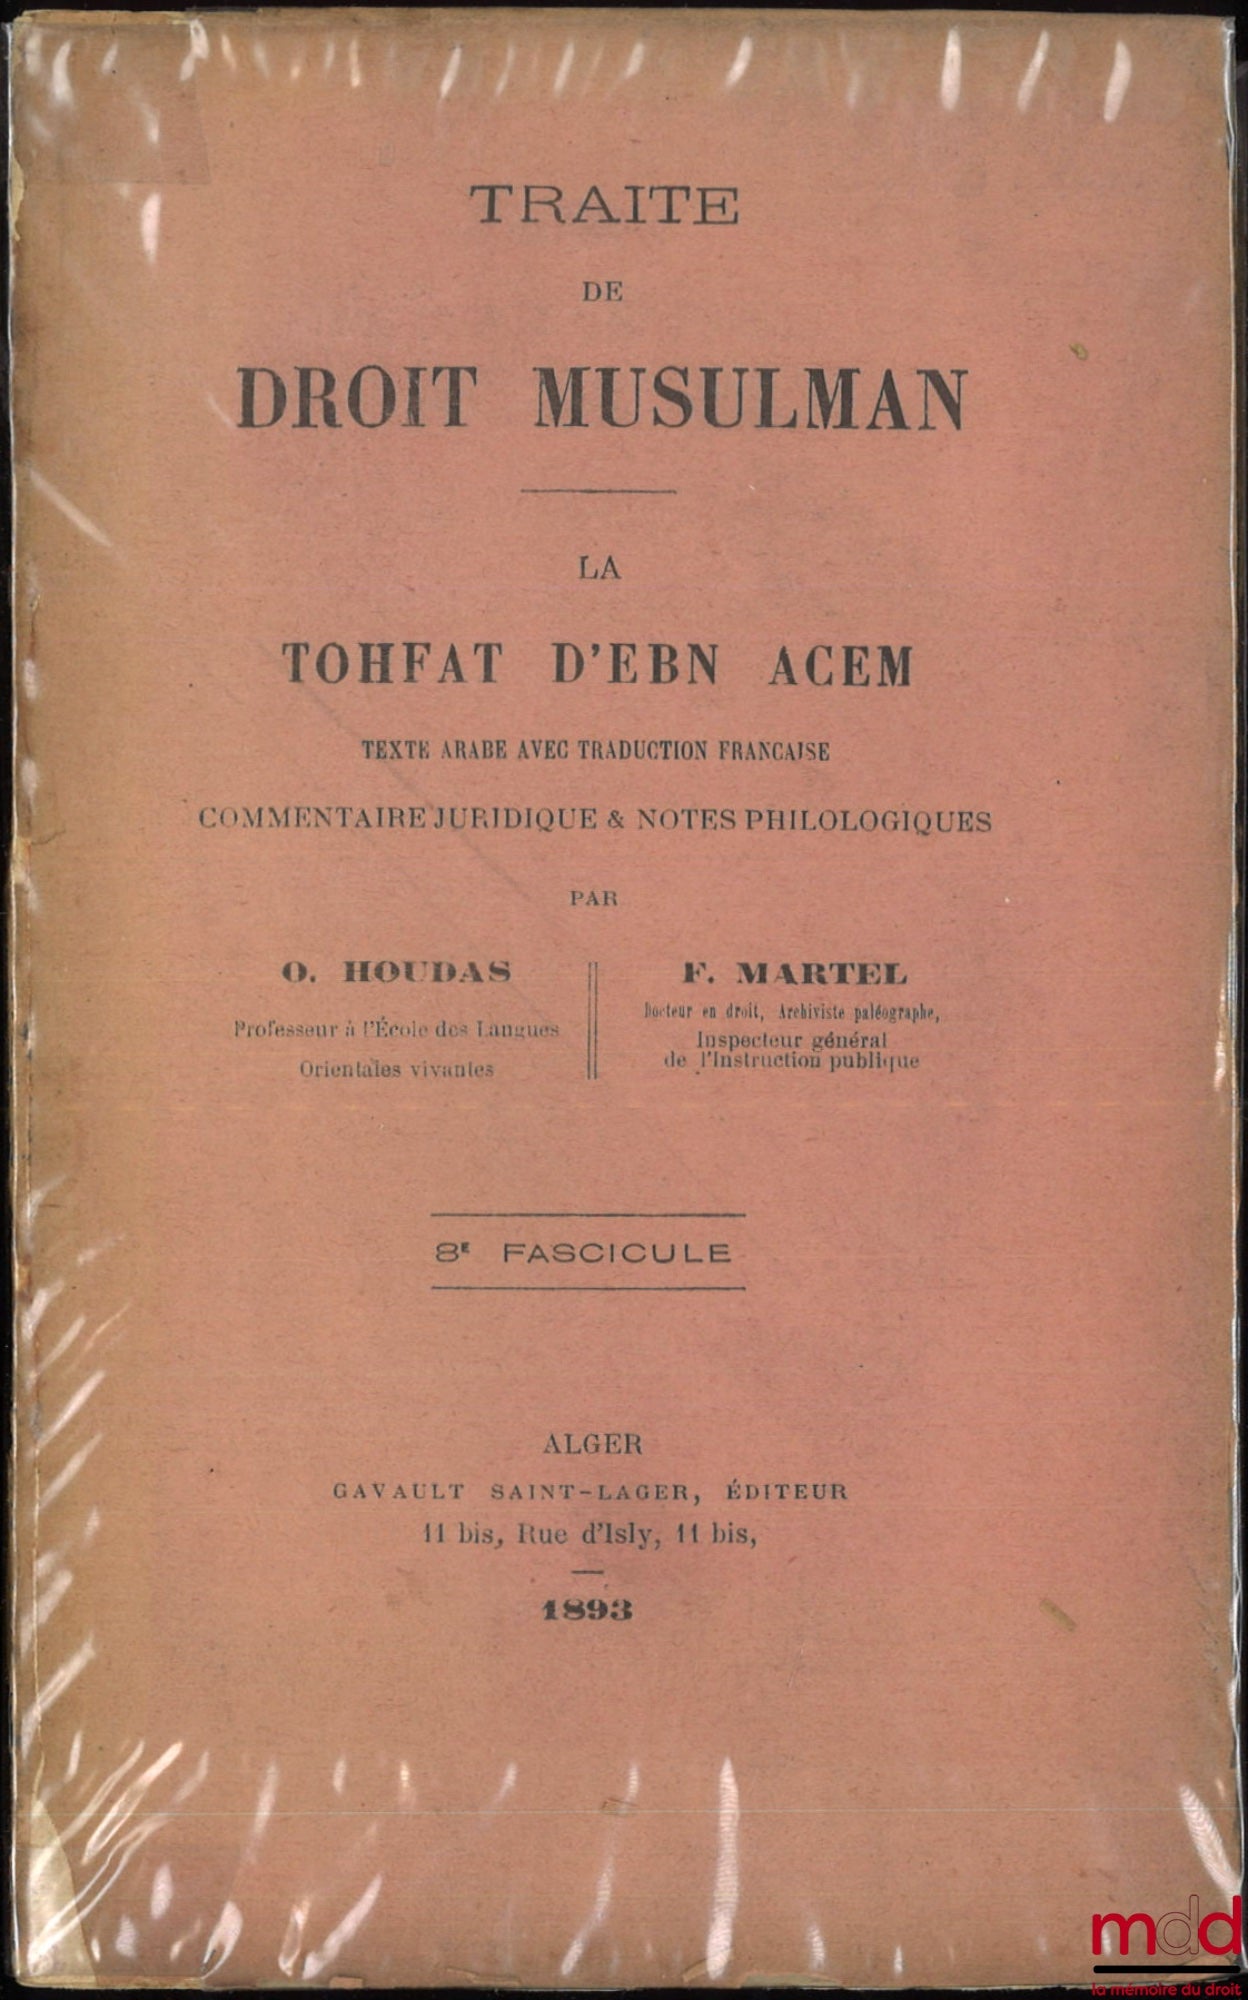 TRAITE
DE
DROIT MUSULMAN
LA
TOHFAT D'EBN ACEM
TEXTE ARABE AVEC TRADUCTION FRANCAISE
COMMENTAIRE JURIDIQUE & NOTES PHILOLOGIQUES
PAR
O. HOUDAS
Professeur à l'École des Langues
Orientales vivantes
F. MARTEL
Docteur en droit, Archiviste paléographe,
Inspecteur général
de l'Instruction publique
8E FASCICULE
ALGER
GAVAULT SAINT-LAGER, ÉDITEUR
11 bis, Rue d'Isly, 11 bis,
1893
mdd
la mémoire du droit